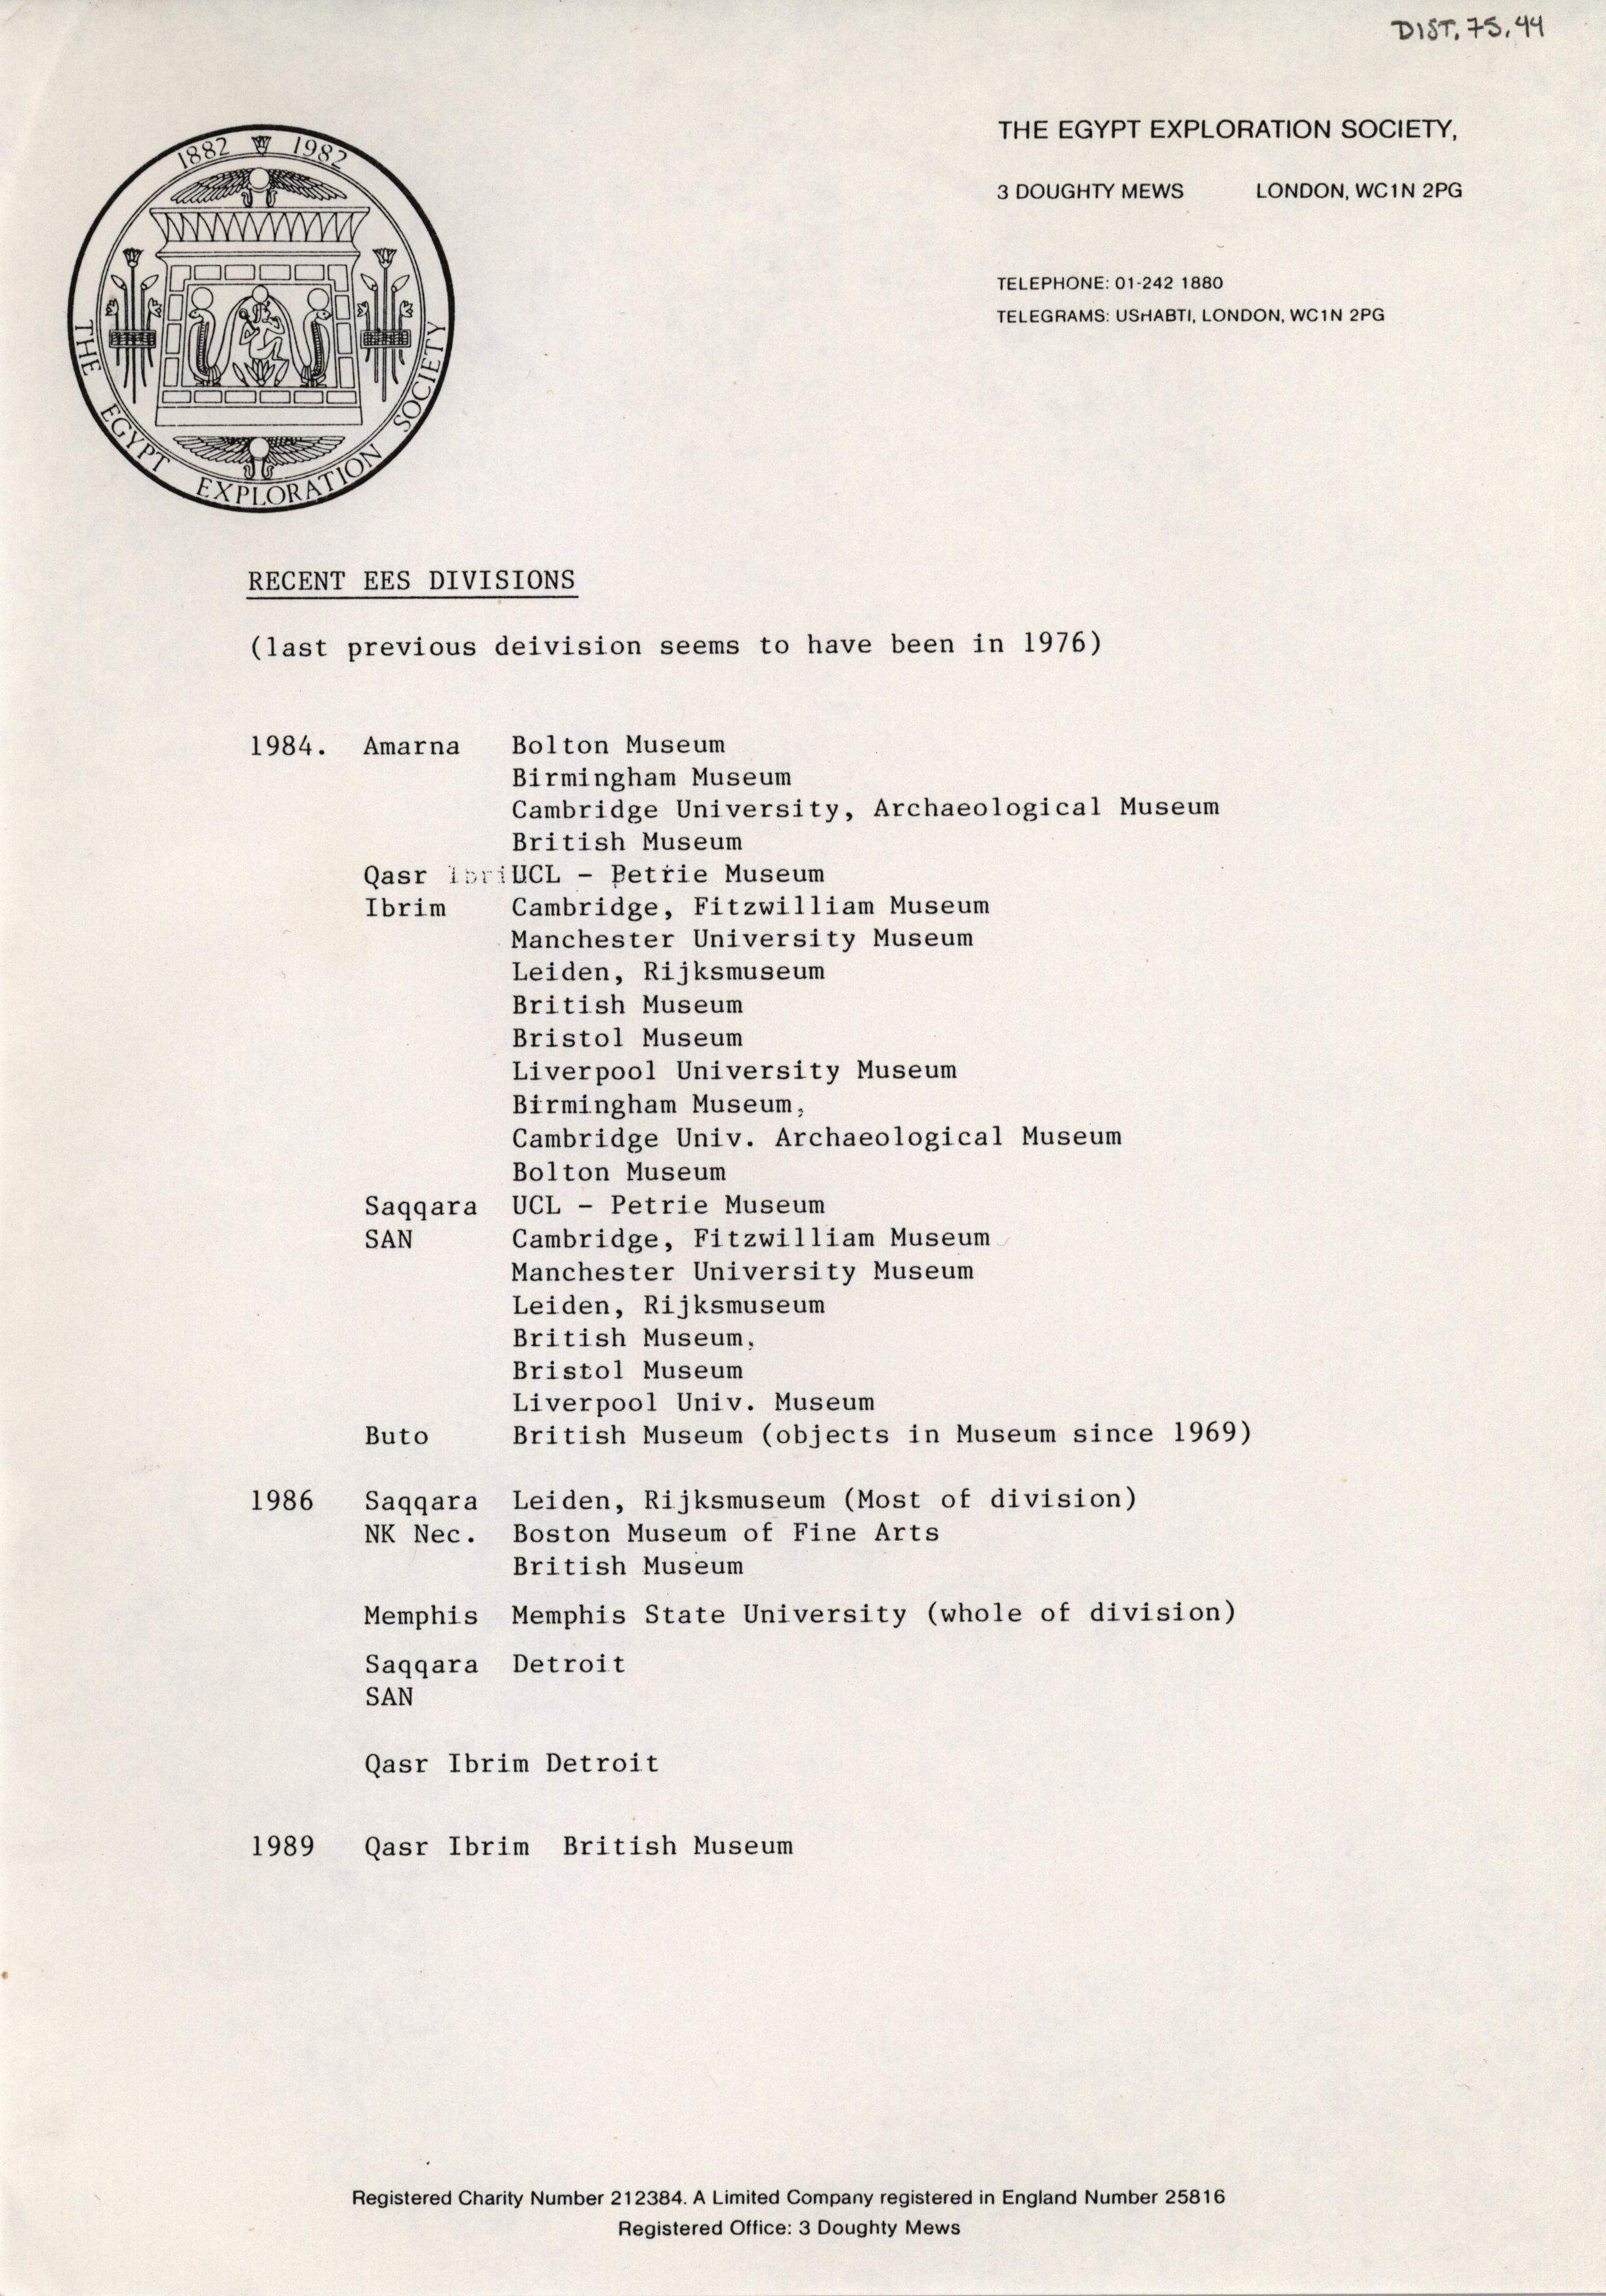 DIST. 75. 44
1882 1982
THE EGYPT EXPLORATION SOCIETY
THE EGYPT EXPLORATION SOCIETY,
3 DOUGHTY MEWS LONDON, WC1N 2PG
TELEPHONE: 01-242 1880
TELEGRAMS: USHABTI, LONDON, WC1N 2PG
RECENT EES DIVISIONS
(last previous deivision seems to have been in 1976)
1984. Amarna Bolton Museum
Birmingham Museum
Cambridge University, Archaeological Museum
British Museum
Qasr UCL - Petrie Museum
Ibrim Cambridge, Fitzwilliam Museum
Manchester University Museum
Leiden, Rijksmuseum
British Museum
Bristol Museum
Liverpool University Museum
Birmingham Museum,
Cambridge Univ. Archaeological Museum
Bolton Museum
Saqqara UCL - Petrie Museum
SAN Cambridge, Fitzwilliam Museum
Manchester University Museum
Leiden, Rijksmuseum
British Museum,
Bristol Museum
Liverpool Univ. Museum
Buto British Museum (objects in Museum since 1969)
1986 Saqqara Leiden, Rijksmuseum (Most of division)
NK Nec. Boston Museum of Fine Arts
British Museum
Memphis Memphis State University (whole of division)
Saqqara Detroit
SAN
Qasr Ibrim Detroit
1989 Qasr Ibrim British Museum
Registered Charity Number 212384. A Limited Company registered in England Number 25816
Registered Office: 3 Doughty Mews